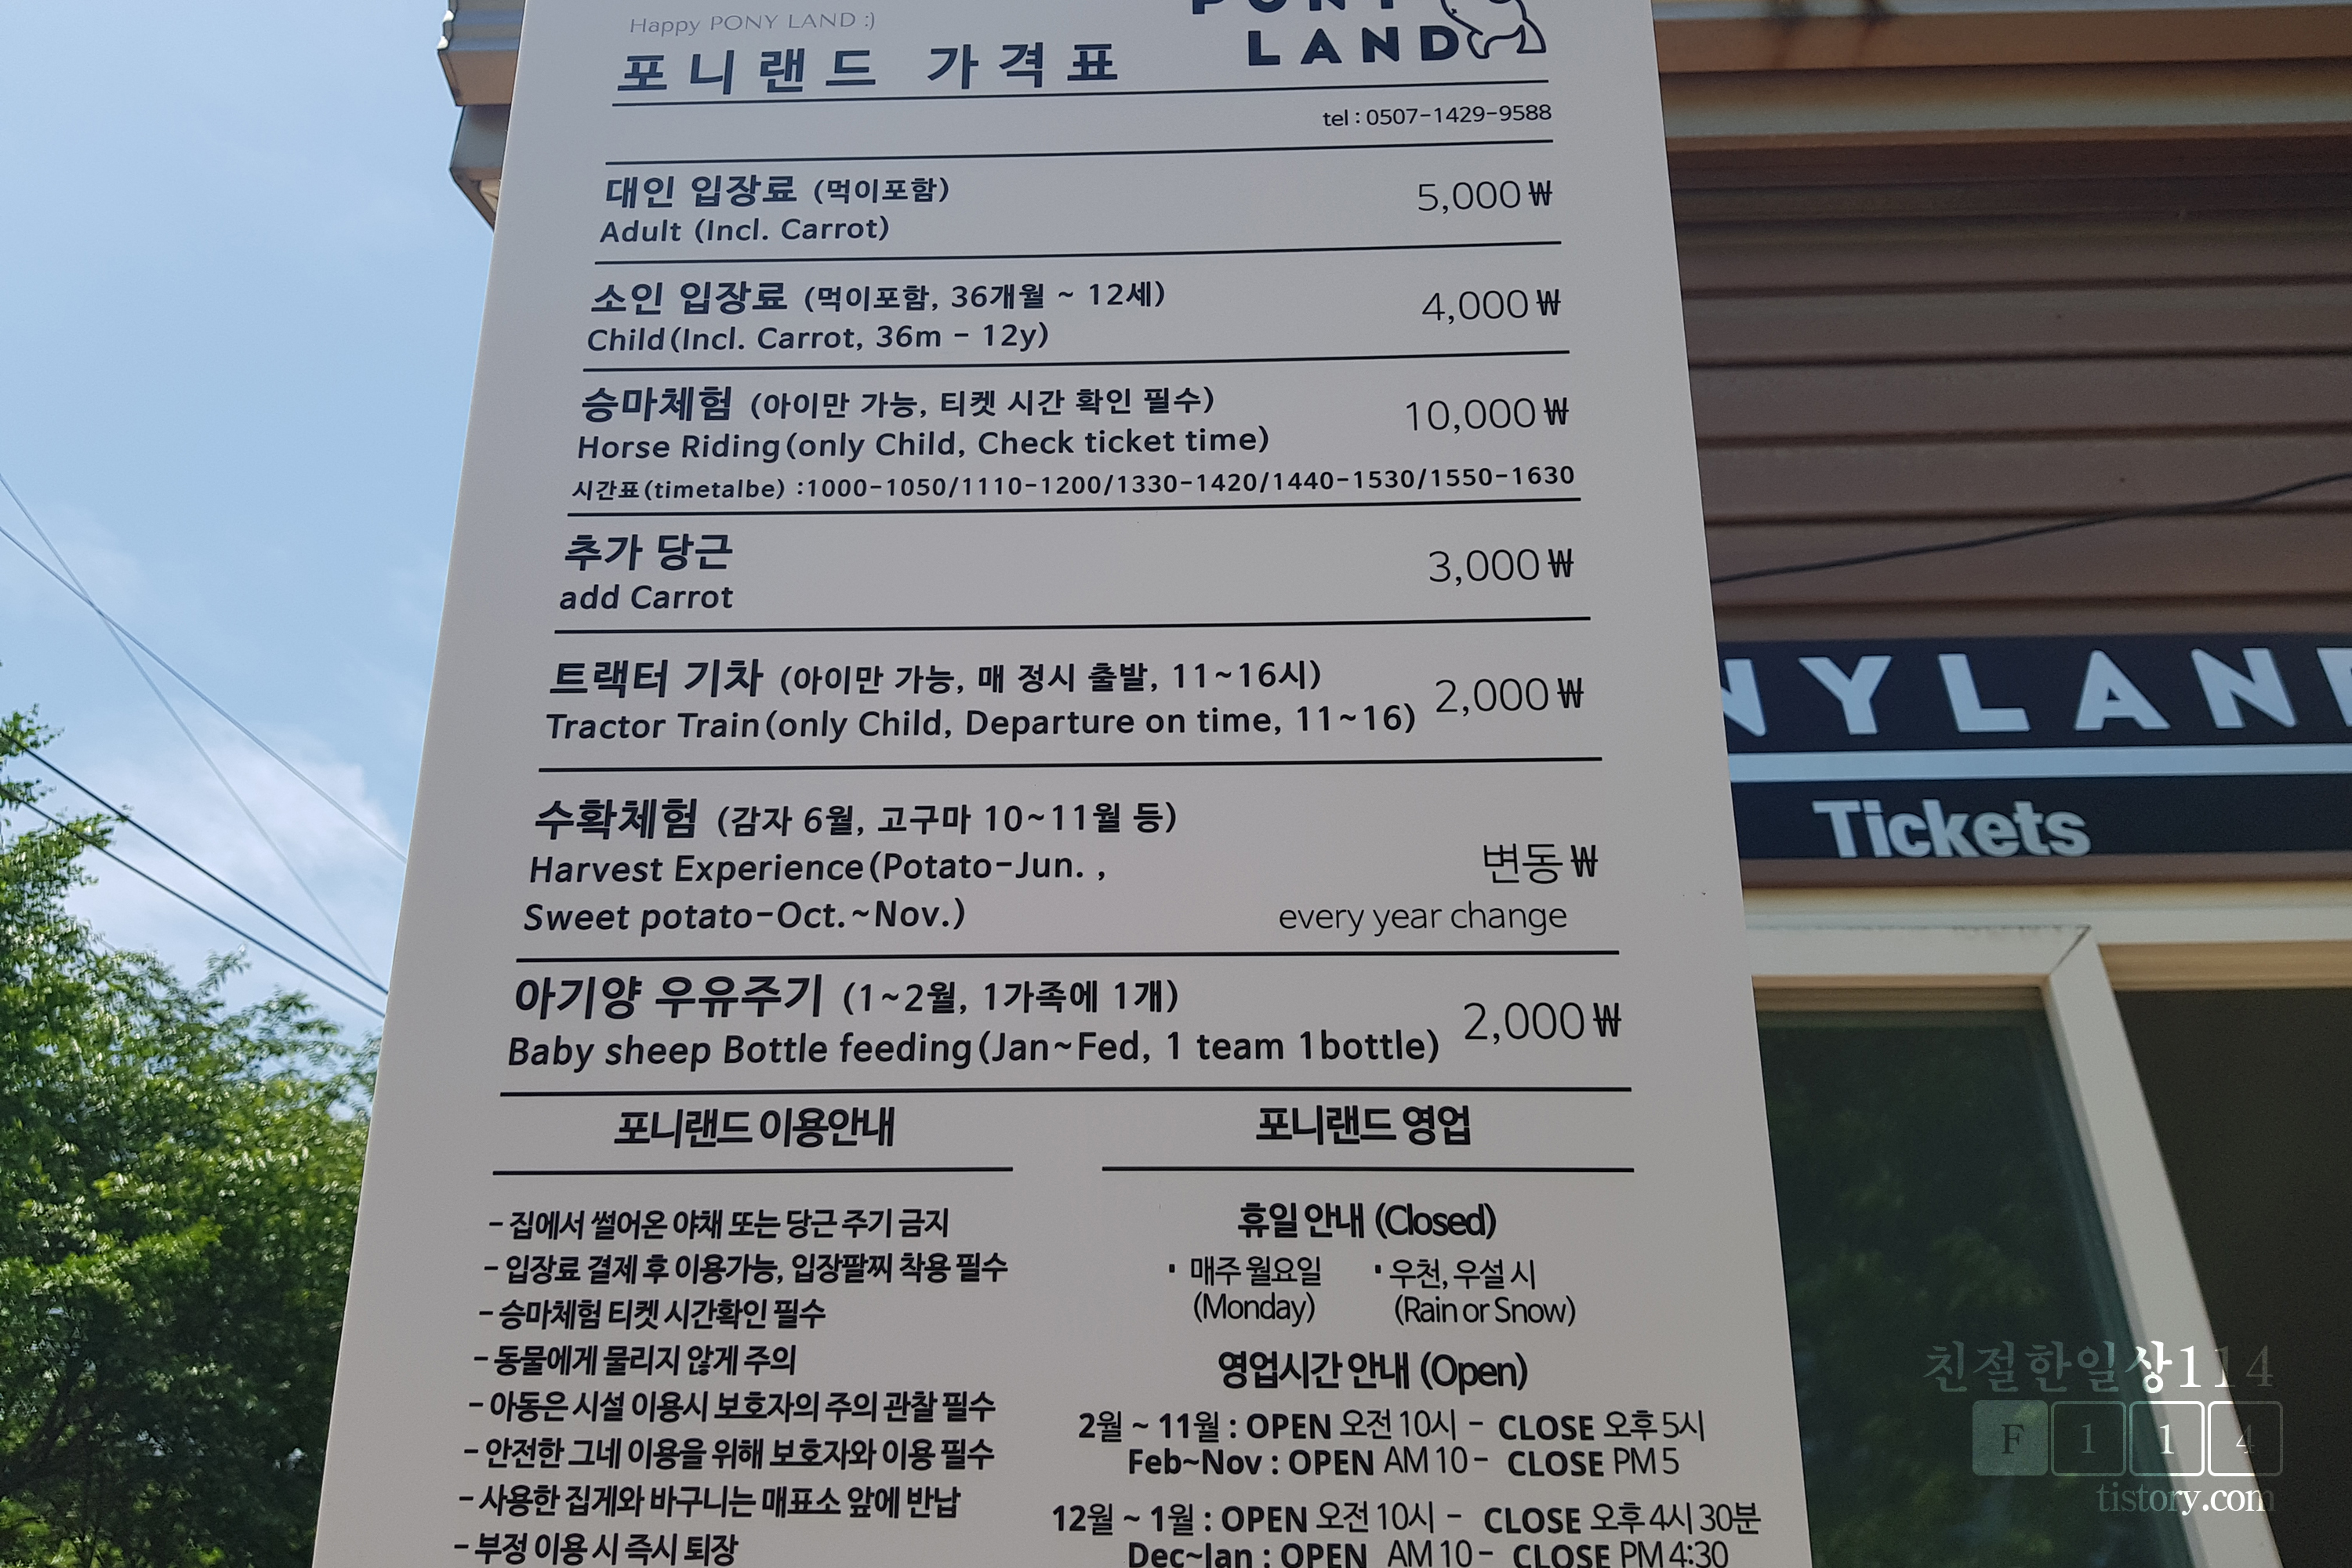 Happy PONY LAND :)
PONY
LAND
포니랜드 가격표
tel : 0507-1429-9588
대인 입장료 (먹이포함)
5,000₩
Adult (Incl. Carrot)
소인 입장료 (먹이포함, 36개월 ~ 12세)
4,000₩
Child(Incl. Carrot, 36m - 12y)
승마체험 (아이만 가능, 티켓 시간 확인 필수)
10,000₩
Horse Riding(only Child, Check ticket time)
시간표(timetalbe) :1000-1050/1110-1200/1330-1420/1440-1530/1550-1630
추가 당근
3,000₩
add Carrot
트랙터 기차 (아이만 가능, 매 정시 출발, 11~16시)
2,000₩
Tractor Train(only Child, Departure on time, 11~16)
수확체험 (감자 6월, 고구마 10~11월 등)
변동₩
Harvest Experience(Potato-Jun. ,
Sweet potato-Oct.~Nov.)
every year change
아기양 우유주기 (1~2월, 1가족에 1개)
2,000₩
Baby sheep Bottle feeding(Jan~Fed, 1 team 1bottle)
포니랜드 이용안내
- 집에서 썰어온 야채 또는 당근 주기 금지
- 입장료 결제 후 이용가능, 입장팔찌 착용 필수
- 승마체험 티켓 시간확인 필수
- 동물에게 물리지 않게 주의
- 아동은 시설 이용시 보호자의 주의 관찰 필수
- 안전한 그네 이용을 위해 보호자와 이용 필수
- 사용한 집게와 바구니는 매표소 앞에 반납
- 부정 이용 시 즉시 퇴장
포니랜드 영업
휴일 안내 (Closed)
▪ 매주 월요일 ▪ 우천, 우설 시
(Monday) (Rain or Snow)
영업시간 안내 (Open)
2월 ~ 11월 : OPEN 오전 10시 - CLOSE 오후 5시
Feb~Nov : OPEN AM 10 - CLOSE PM 5
12월 ~ 1월 : OPEN 오전 10시 - CLOSE 오후 4시 30분
Dec~Jan : OPEN AM 10 - CLOSE PM 4:30
NYLAN
Tickets
친절한일상114
F 1 1 4
tistory.com